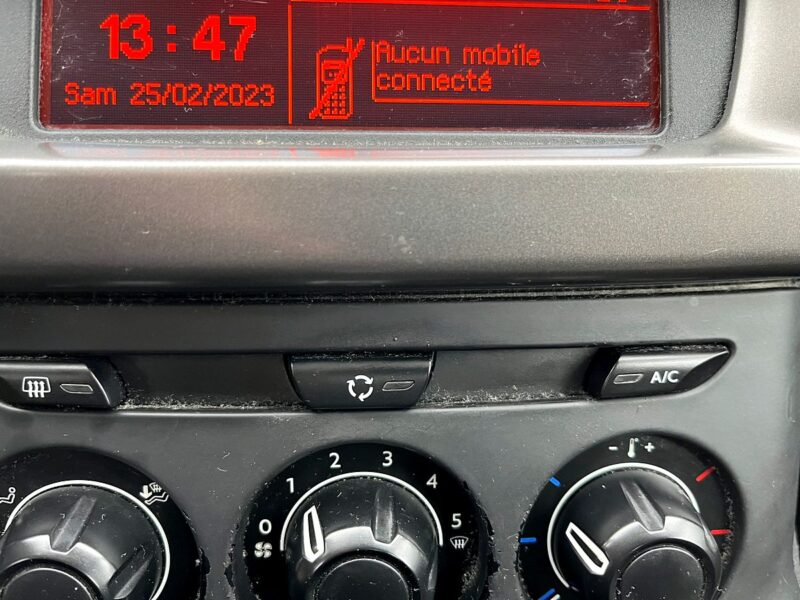 13:47
Sam 25/02/2023
Aucun mobile
connecté
A/C
0 1 2 3 4 5
- +